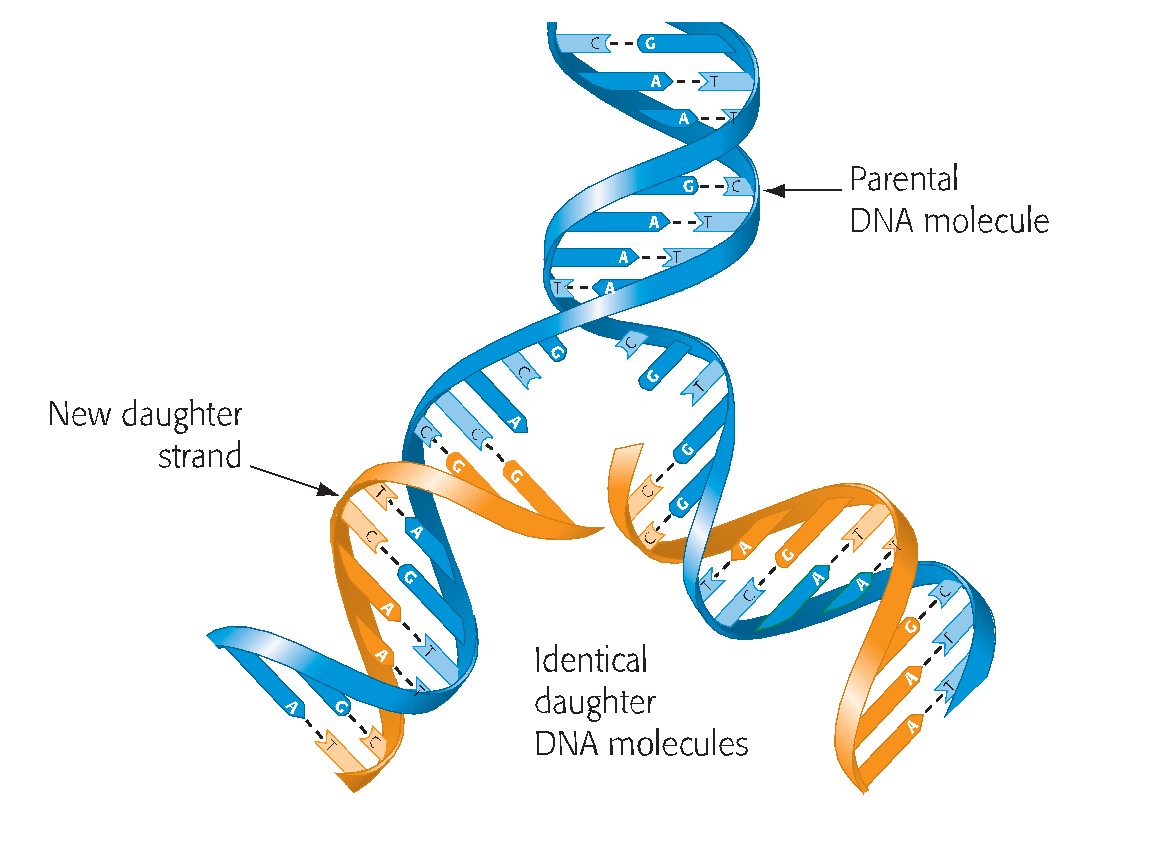 C G
A T
A T
G C
A T
A T
T A
G C
C G
C G T
A C C G G
G G C C
T A C G A A T
T A C G A A T T
C T T G A A
A G T C
Parental
DNA molecule
New daughter
strand
Identical
daughter
DNA molecules